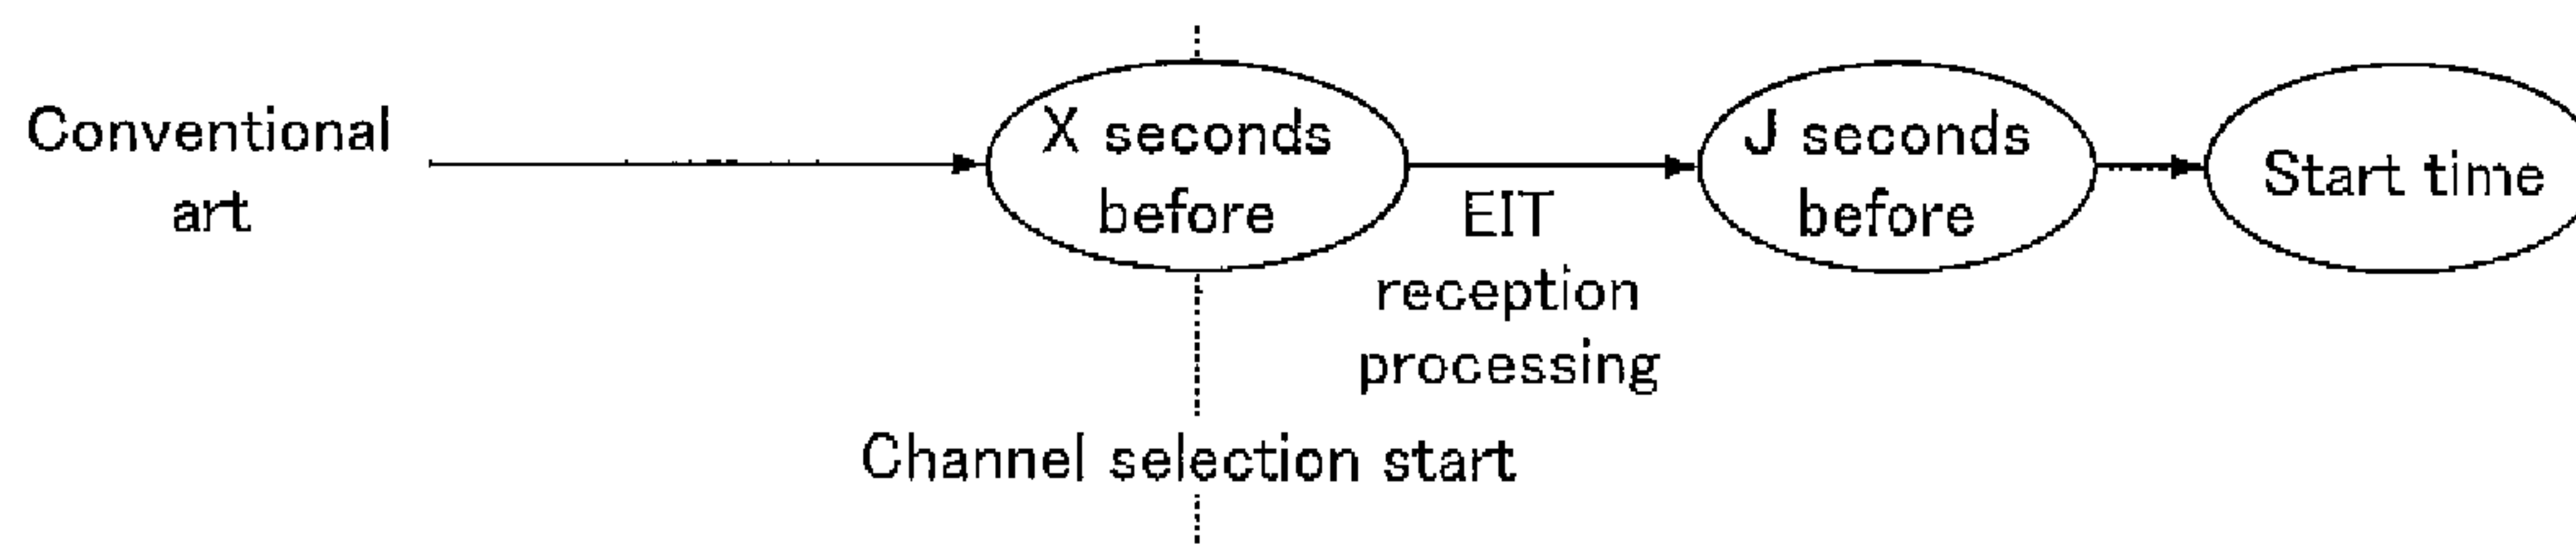 Conventional
art
X seconds
before
EIT
reception
processing
J seconds
before
Start time
Channel selection start